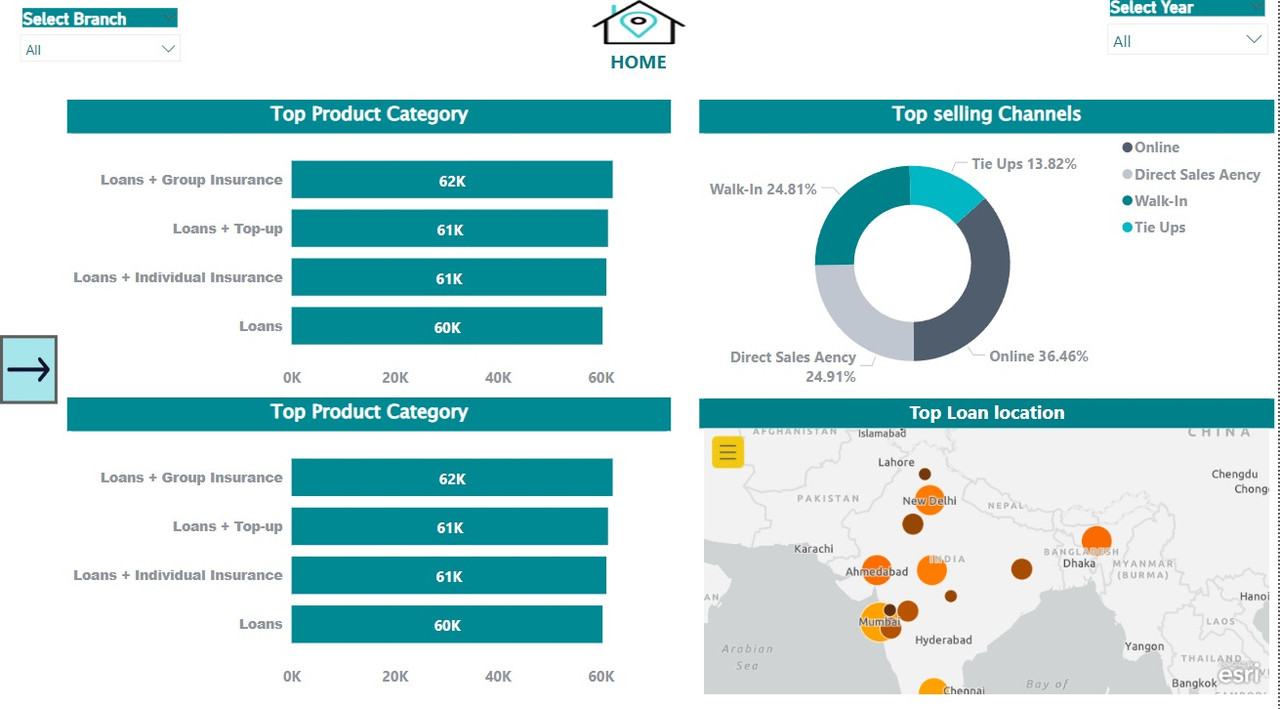 Select Branch
All
HOME
Select Year
All
Top Product Category
Loans + Group Insurance
62K
Loans + Top-up
61K
Loans + Individual Insurance
61K
Loans
60K
0K 20K 40K 60K
Top selling Channels
Tie Ups 13.82%
Walk-In 24.81%
Direct Sales Aency
24.91%
Online 36.46%
Online
Direct Sales Aency
Walk-In
Tie Ups
Top Product Category
Loans + Group Insurance
62K
Loans + Top-up
61K
Loans + Individual Insurance
61K
Loans
60K
0K 20K 40K 60K
Top Loan location
AFGHANISTAN
Islamabad
CHINA
Lahore
Chengdu
Chong
PAKISTAN
New Delhi
NEPAL
Karachi
INDIA
BANGLADESH
Dhaka
Ahmedabad
MYANMAR
(BURMA)
AN
Hanoi
Mumbai
LAOS
Hyderabad
Yangon
Arabian
Sea
THAILAND
esri
Bay of
Bangkok
Chennai